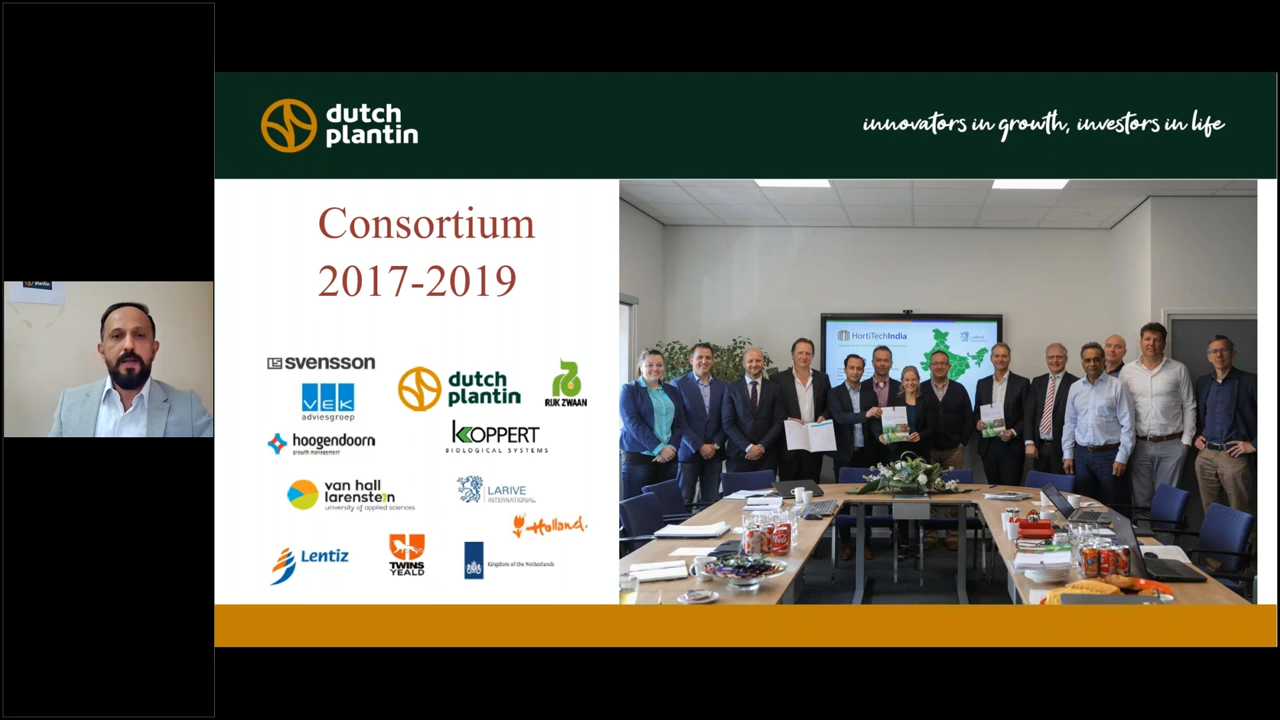 dutch
plantin
innovators in growth, investors in life
Consortium
2017-2019
svensson
VEK
adviesgroep
dutch
plantin
RIJK ZWAAN
hoogendoorn
growth management
KOPPERT
BIOLOGICAL SYSTEMS
van hall
larenstein
university of applied sciences
LARIVE
INTERNATIONAL
Holland.
Lentiz
TWINS
YEALD
Kingdom of the Netherlands
HortiTechIndia
LARIVE
plantin